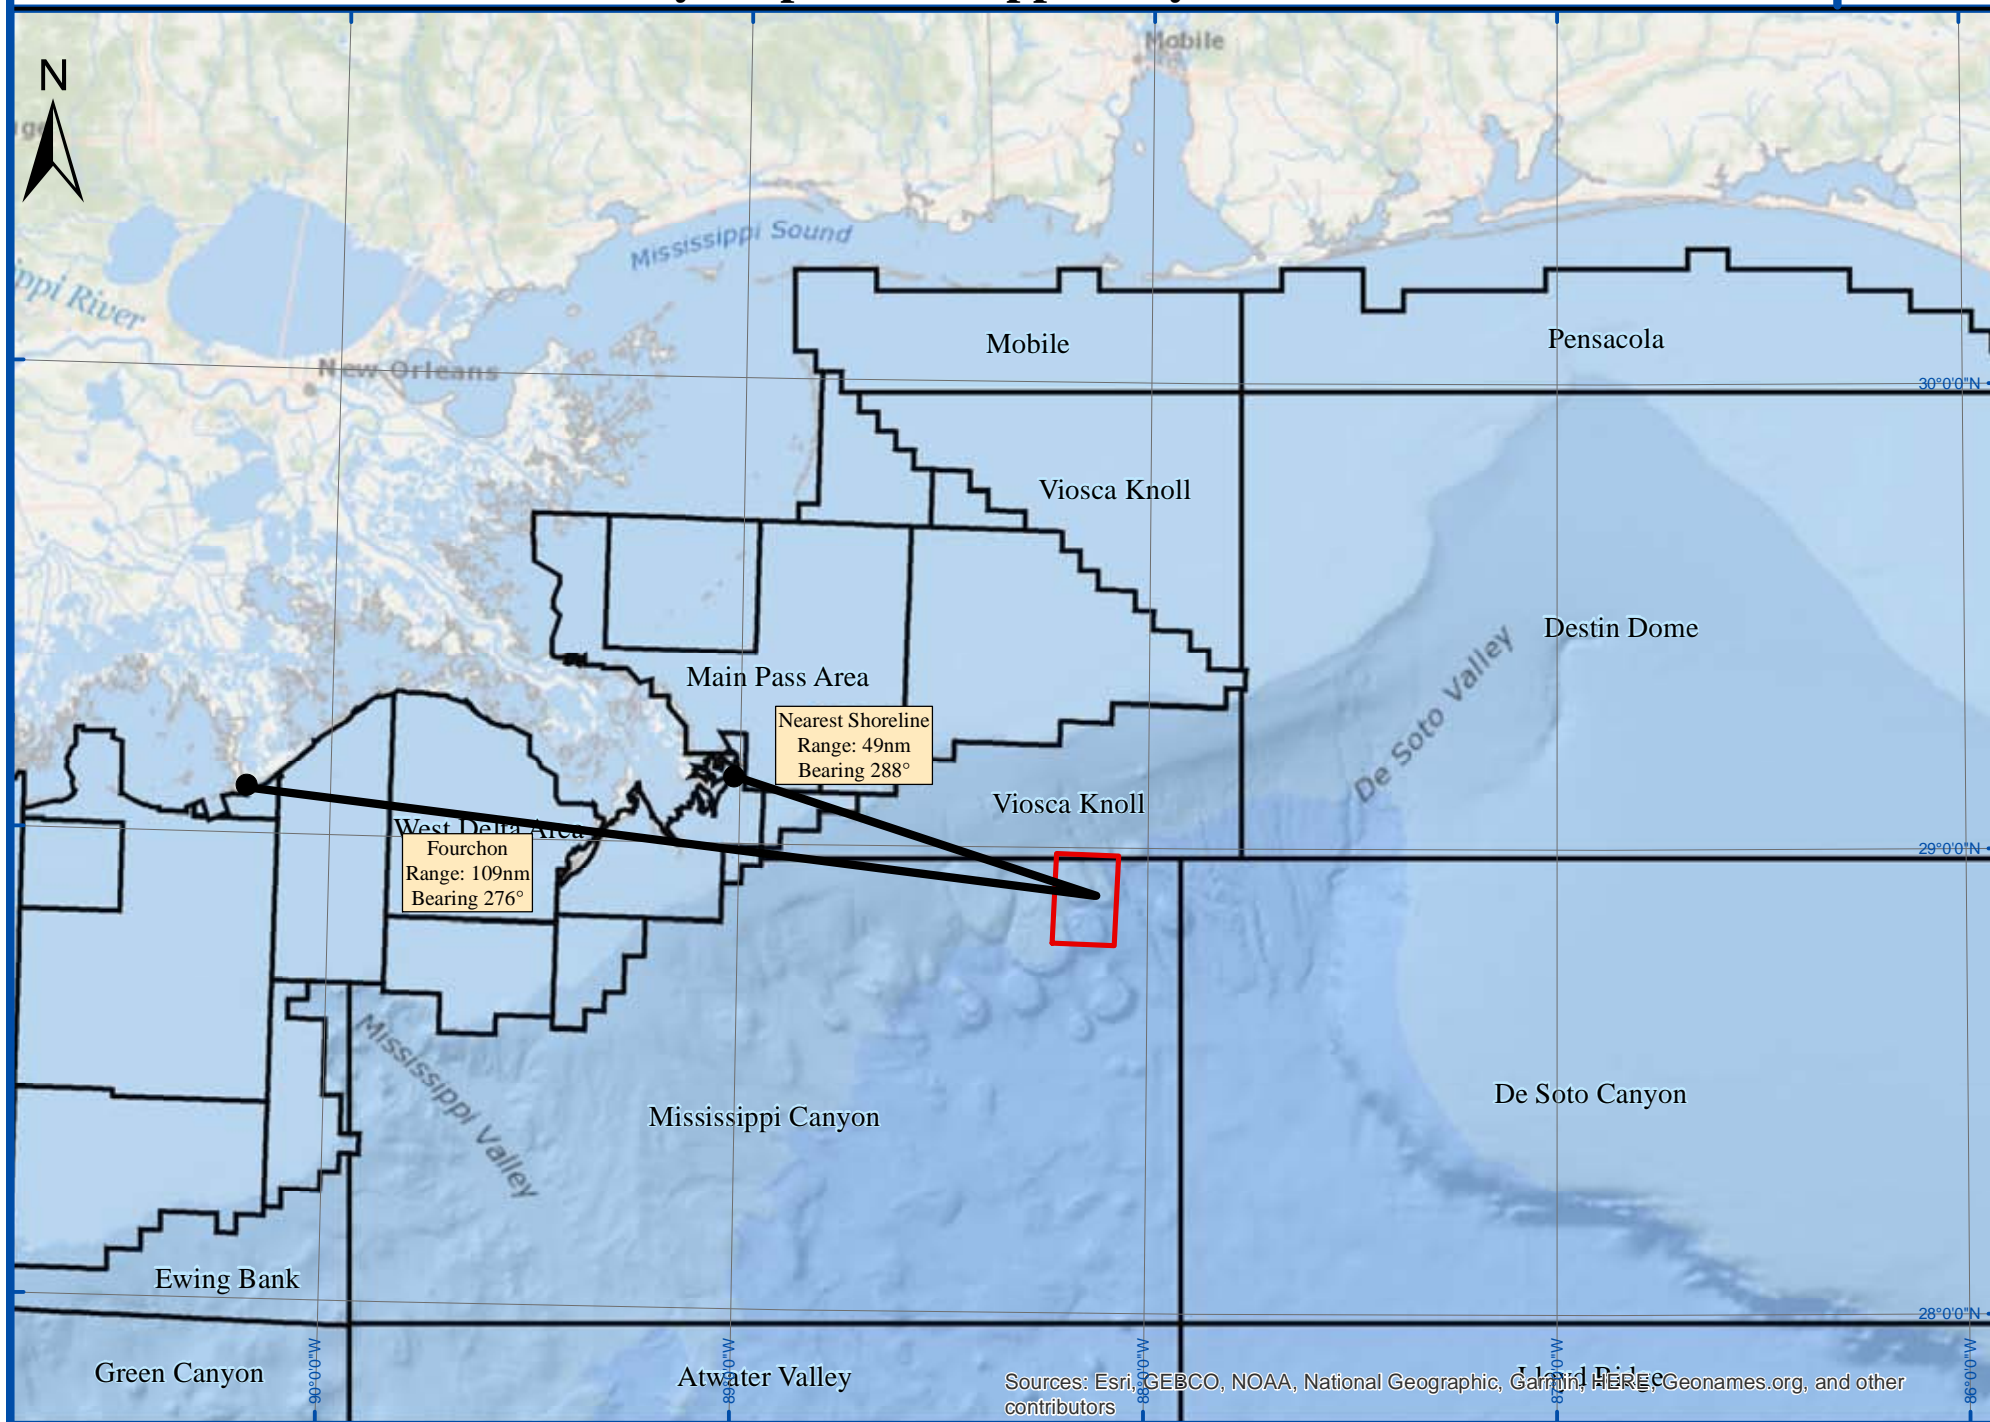 Mobile
N
Mississippi Sound
ippi River
New Orleans
Mobile
Pensacola
30°0'0"N
Viosca Knoll
Destin Dome
De Soto Valley
Main Pass Area
Nearest Shoreline
Range: 49nm
Bearing 288°
Viosca Knoll
West Delta Area
Fourchon
Range: 109nm
Bearing 276°
29°0'0"N
Mississippi Valley
Mississippi Canyon
De Soto Canyon
Ewing Bank
28°0'0"N
Green Canyon
Atwater Valley
90°0'0"W
89°0'0"W
88°0'0"W
87°0'0"W
86°0'0"W
Sources: Esri, GEBCO, NOAA, National Geographic, Garmin, HERE, Geonames.org, and other
contributors